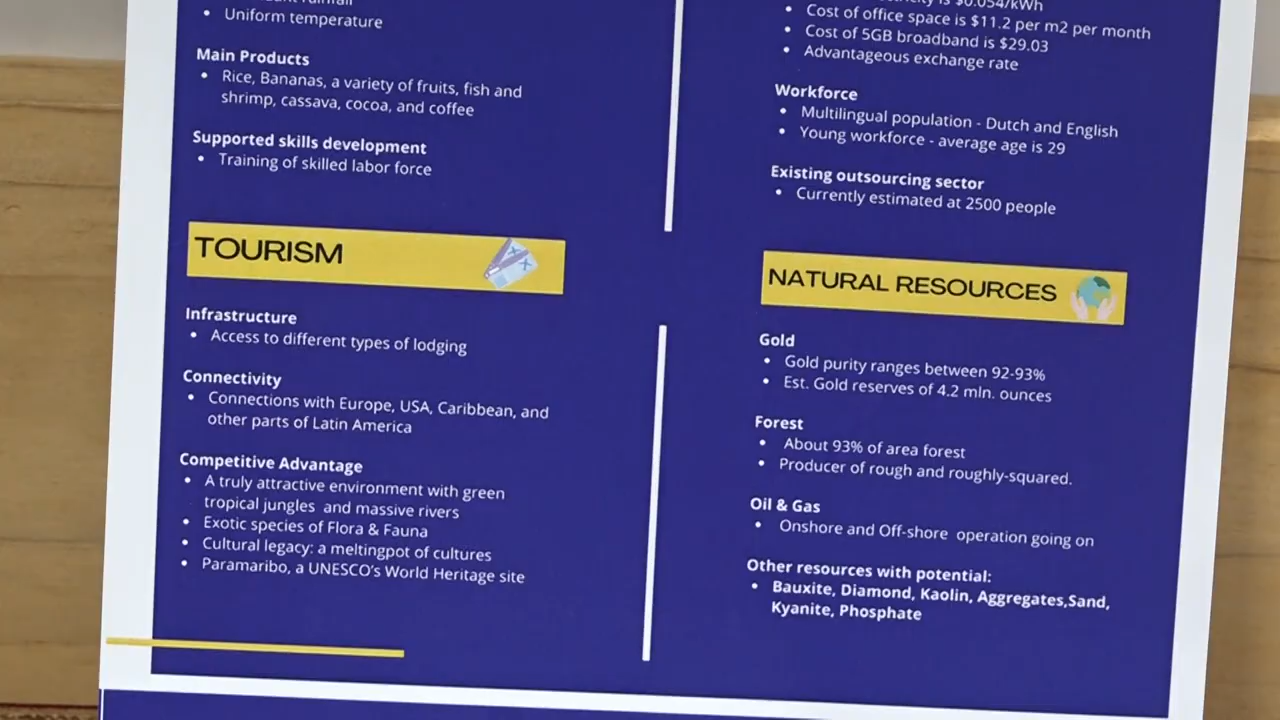 Uniform temperature
Main Products
Rice, Bananas, a variety of fruits, fish and
shrimp, cassava, cocoa, and coffee
Supported skills development
Training of skilled labor force
TOURISM
Infrastructure
Access to different types of lodging
Connectivity
Connections with Europe, USA, Caribbean, and
other parts of Latin America
Competitive Advantage
A truly attractive environment with green
tropical jungles and massive rivers
Exotic species of Flora & Fauna
Cultural legacy: a meltingpot of cultures
Paramaribo, a UNESCO's World Heritage site
is $0.054/kWh
Cost of office space is $11.2 per m2 per month
Cost of 5GB broadband is $29.03
Advantageous exchange rate
Workforce
Multilingual population - Dutch and English
Young workforce - average age is 29
Existing outsourcing sector
Currently estimated at 2500 people
NATURAL RESOURCES
Gold
Gold purity ranges between 92-93%
Est. Gold reserves of 4.2 mln. ounces
Forest
About 93% of area forest
Producer of rough and roughly-squared.
Oil & Gas
Onshore and Off-shore operation going on
Other resources with potential:
Bauxite, Diamond, Kaolin, Aggregates,Sand,
Kyanite, Phosphate